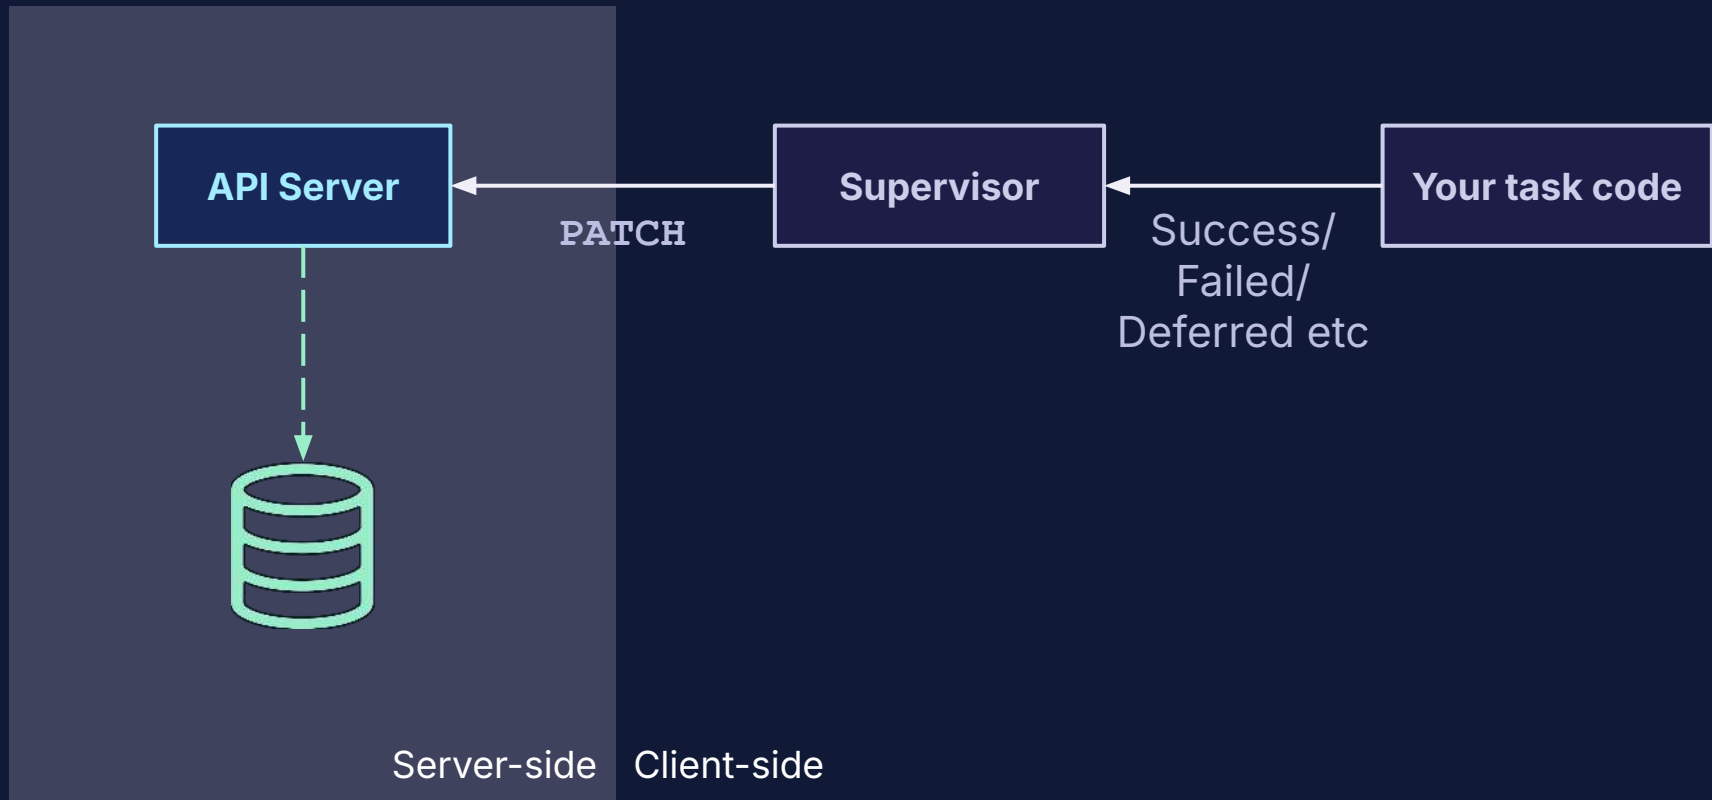 API Server
PATCH
Supervisor
Success/
Failed/
Deferred etc
Your task code
Server-side
Client-side